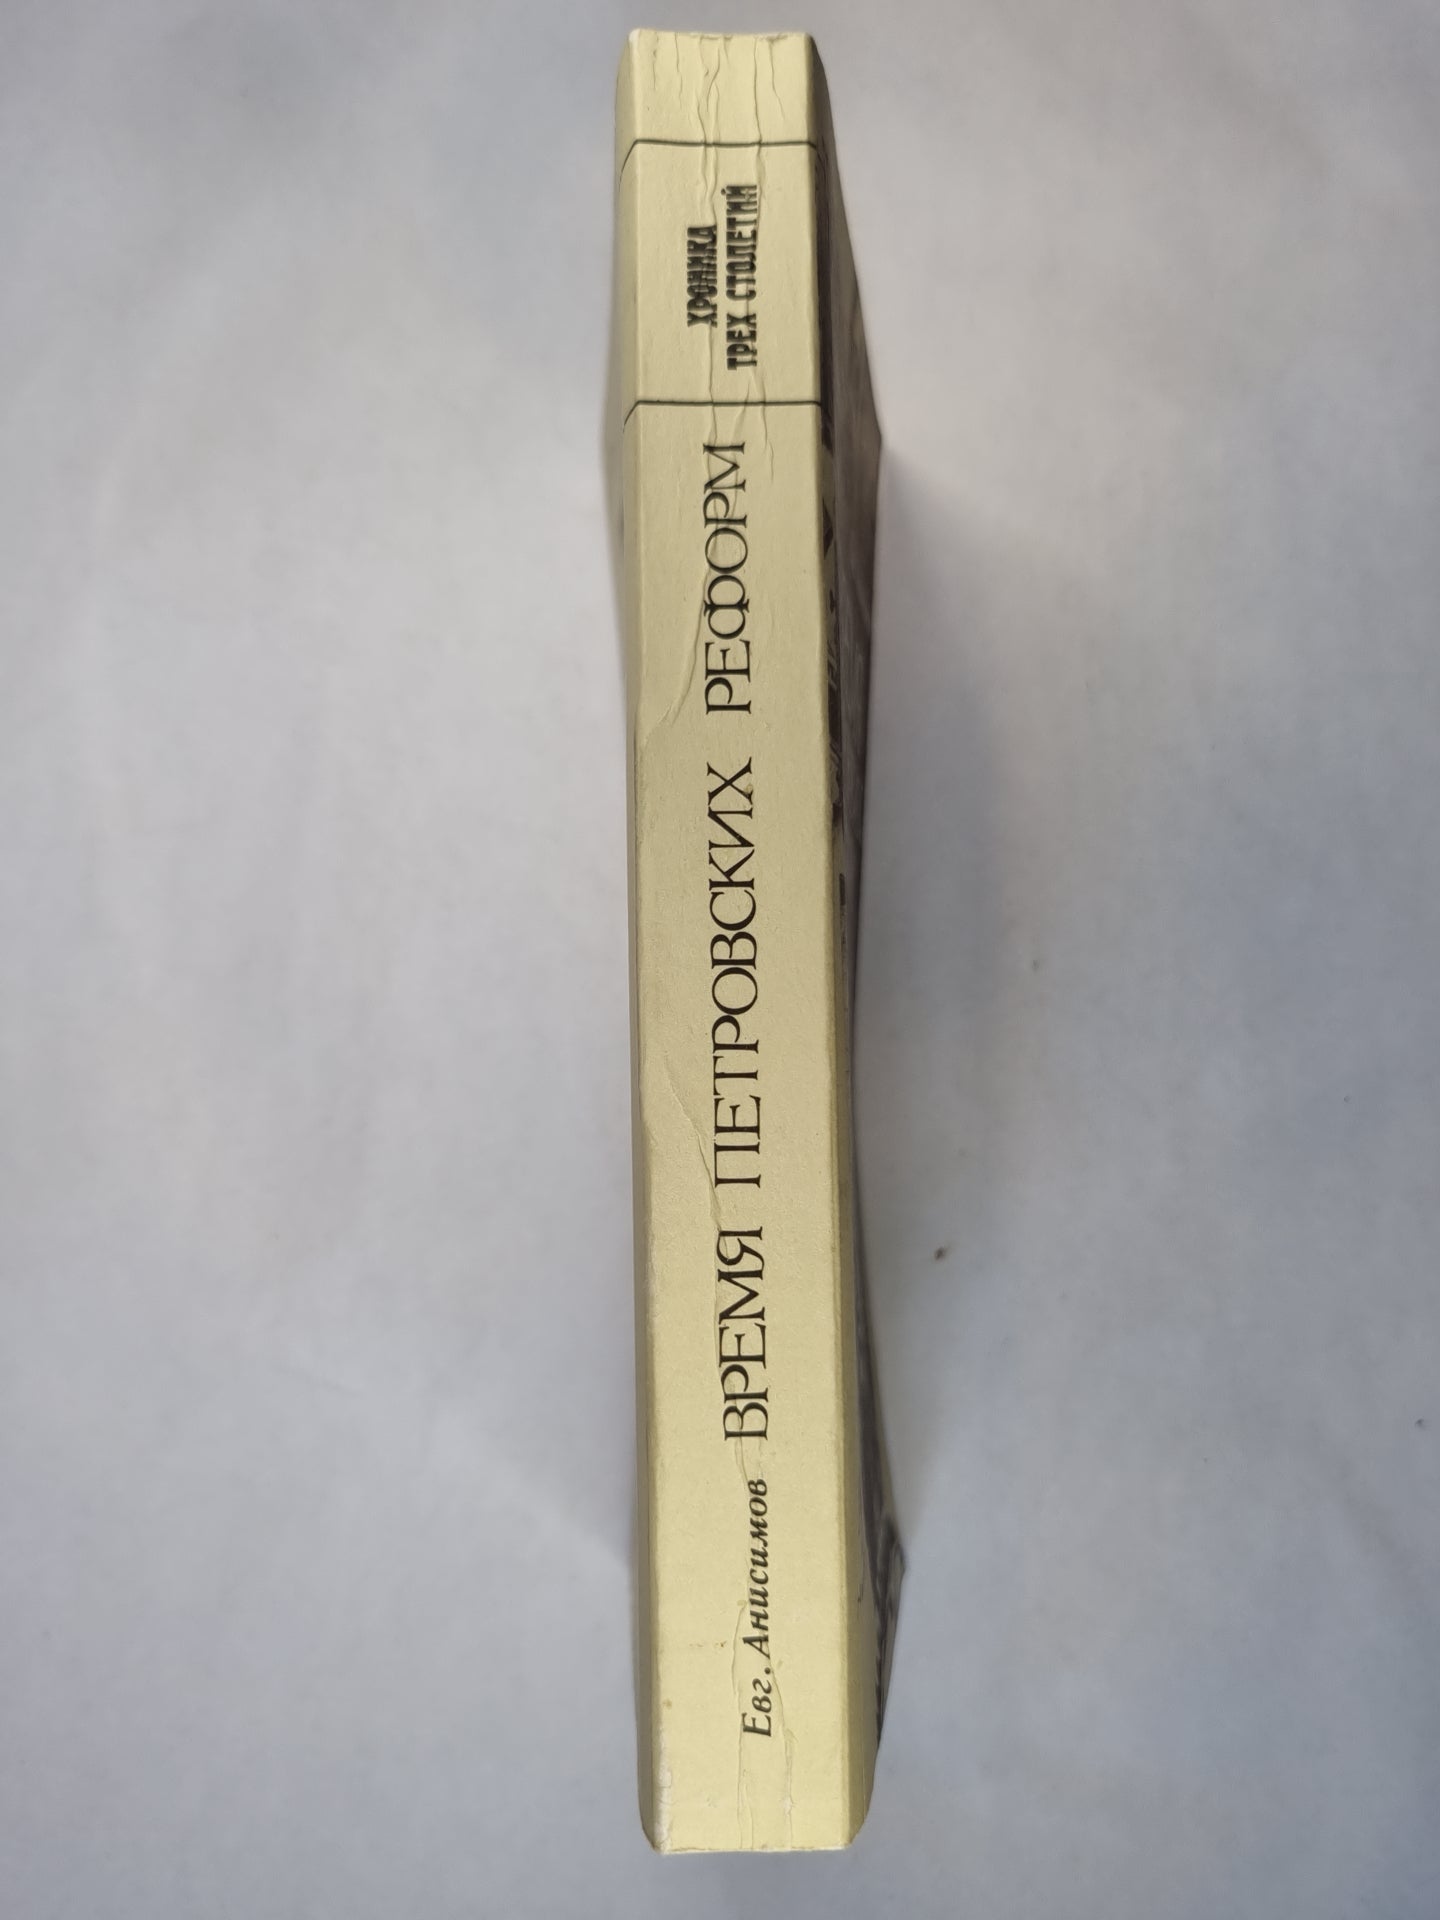 Евг. Анисимов ВРЕМЯ ПЕТРОВСКИХ РЕФОРМ
ХРОНИКА
ТРЕХ СТОЛЕТИЙ